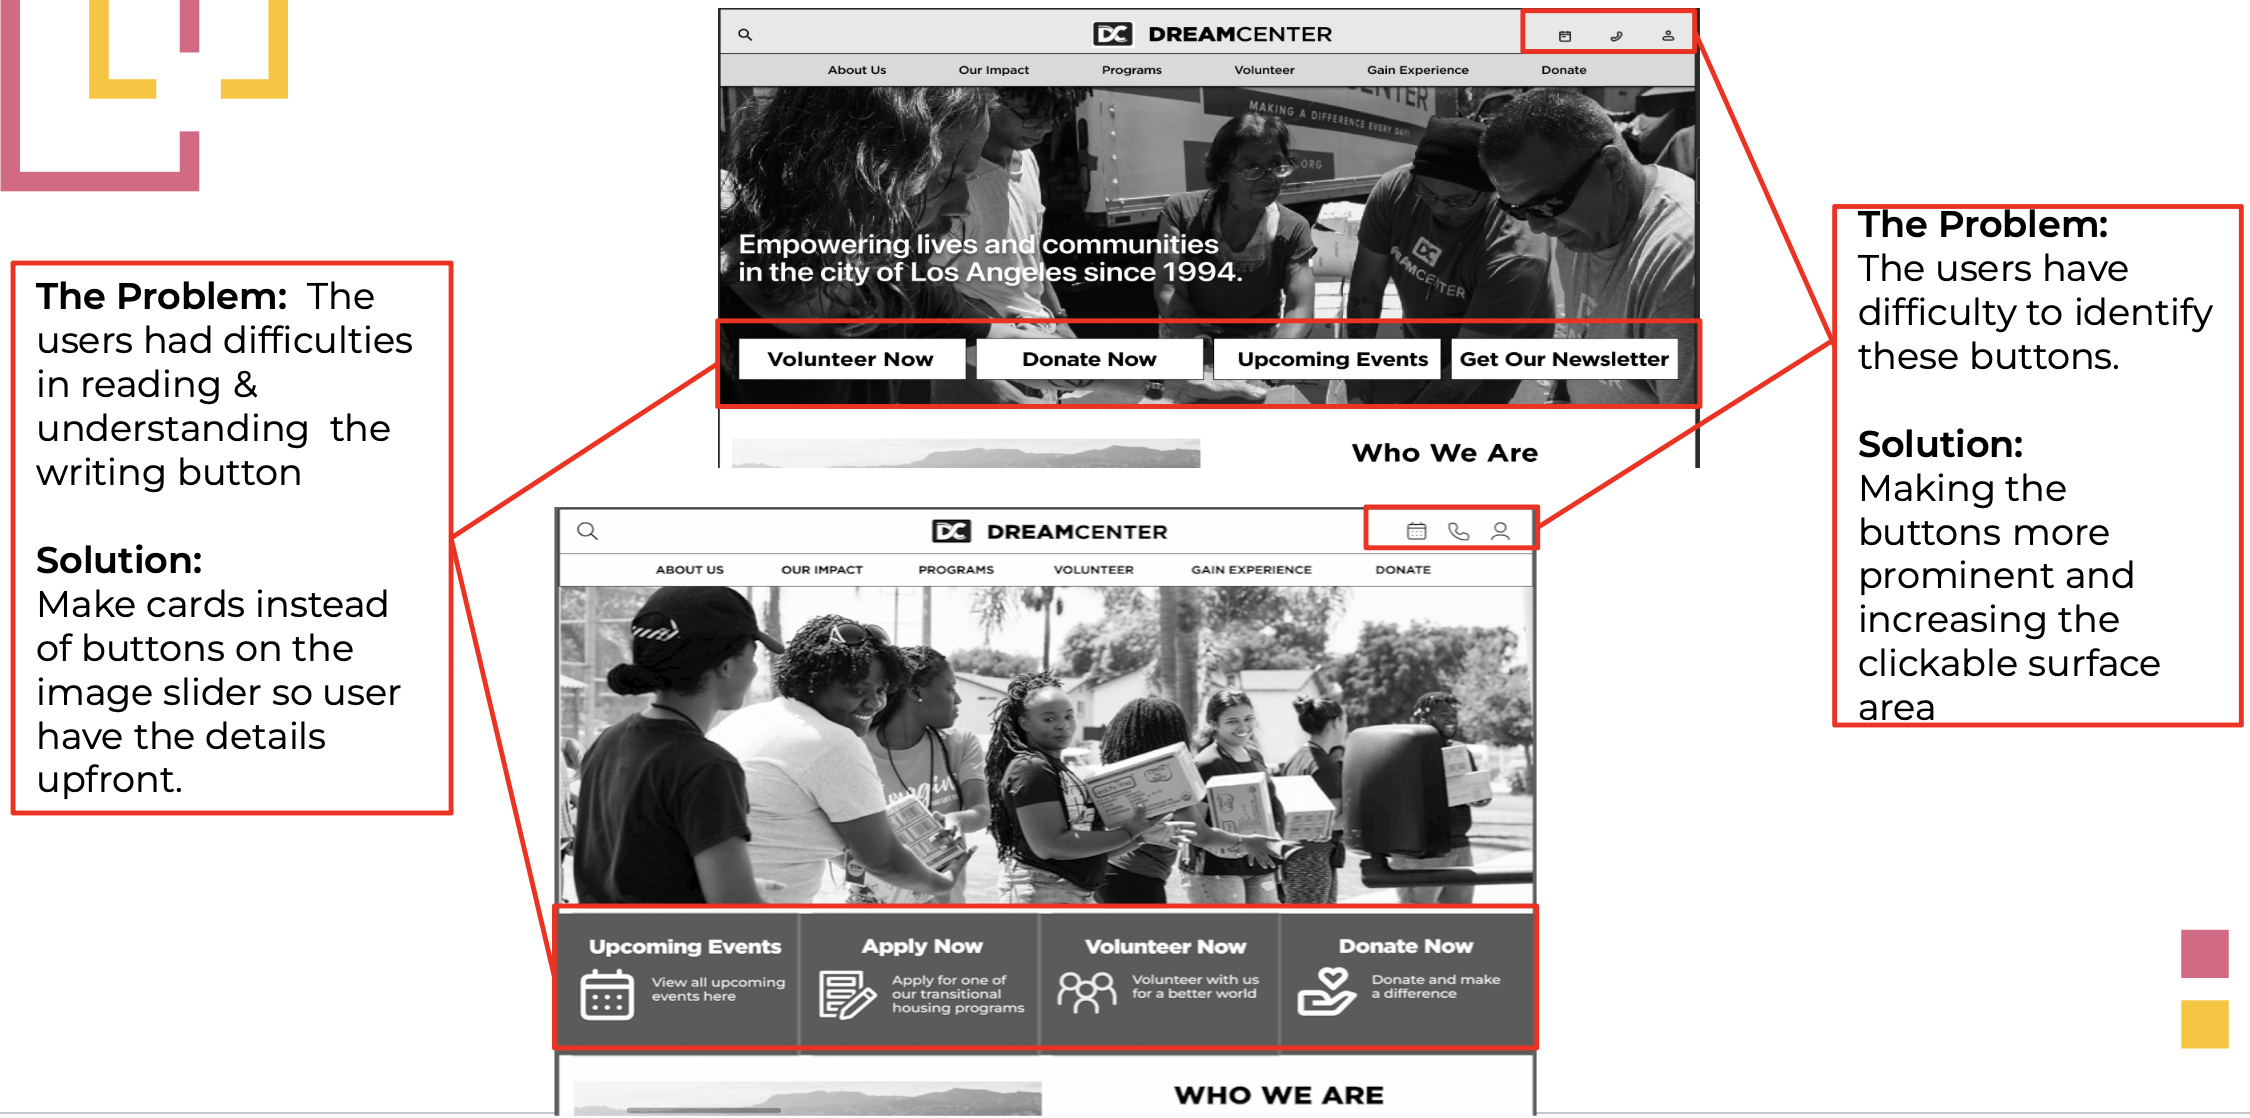 The Problem:  The
users had difficulties
in reading &
understanding  the
writing button
Solution:
Make cards instead
of buttons on the
image slider so user
have the details
upfront.
DC DREAMCENTER
About Us Our Impact Programs Volunteer Gain Experience Donate
MAKING A DIFFERENCE EVERY DAY!
.ORG
DC
Empowering lives and communities
in the city of Los Angeles since 1994.
Volunteer Now Donate Now Upcoming Events Get Our Newsletter
Who We Are
DC DREAMCENTER
ABOUT US OUR IMPACT PROGRAMS VOLUNTEER GAIN EXPERIENCE DONATE
Upcoming Events
View all upcoming
events here
Apply Now
Apply for one of
our transitional
housing programs
Volunteer Now
Volunteer with us
for a better world
Donate Now
Donate and make
a difference
WHO WE ARE
The Problem:
The users have
difficulty to identify
these buttons.
Solution:
Making the
buttons more
prominent and
increasing the
clickable surface
area